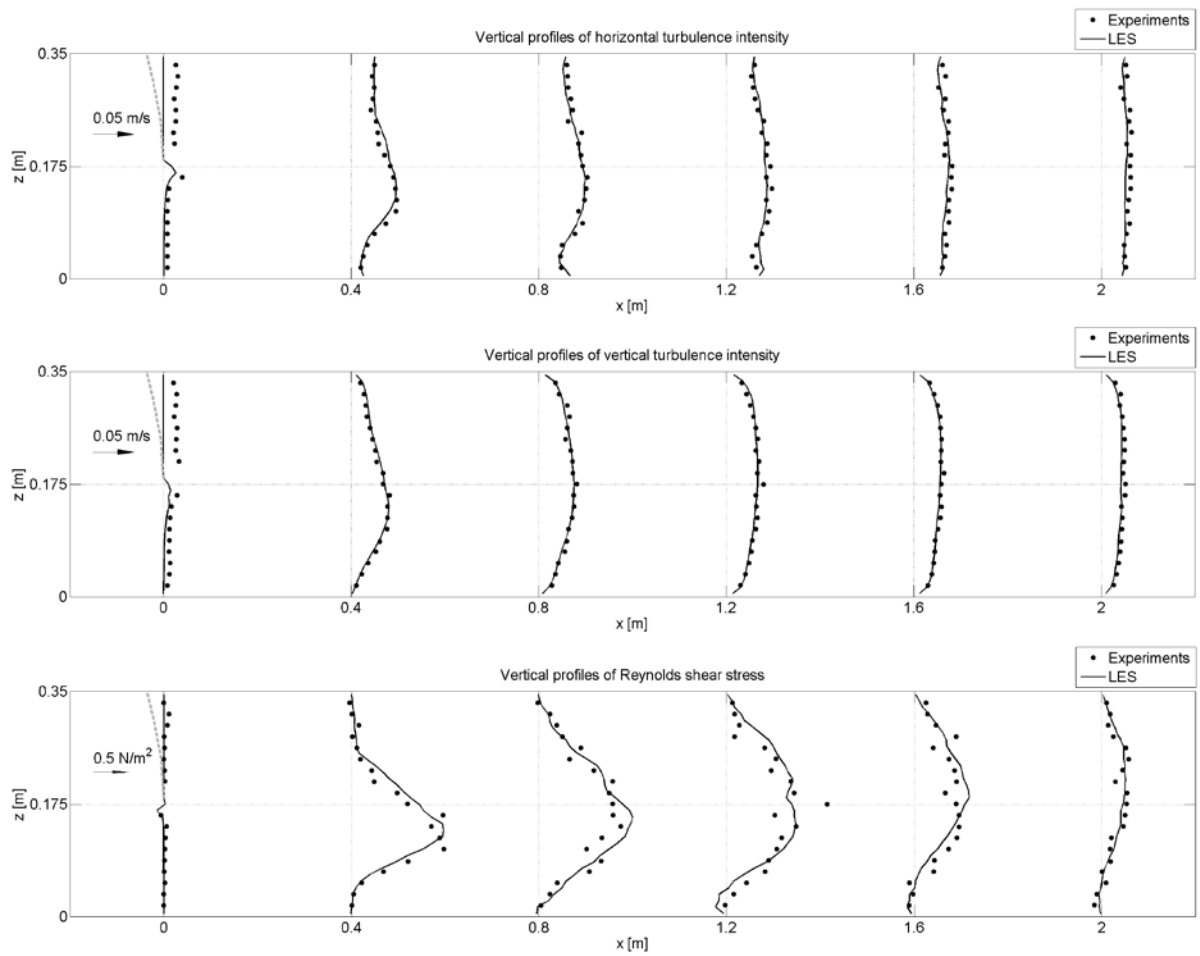 Vertical profiles of horizontal turbulence intensity
Experiments
LES
0.35
0.05 m/s
z [m]
0.175
0
0 0.4 0.8 1.2 1.6 2
x [m]
Vertical profiles of vertical turbulence intensity
Experiments
LES
0.35
0.05 m/s
z [m]
0.175
0
0 0.4 0.8 1.2 1.6 2
x [m]
Vertical profiles of Reynolds shear stress
Experiments
LES
0.35
0.5 N/m²
z [m]
0.175
0
0 0.4 0.8 1.2 1.6 2
x [m]